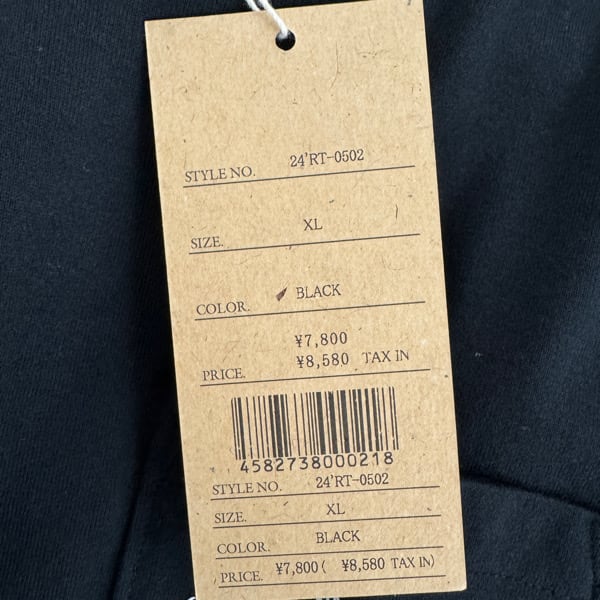 STYLE NO. 24'RT-0502
SIZE. XL
COLOR. BLACK
¥7,800
PRICE. ¥8,580 TAX IN
4582738000218
STYLE NO. 24'RT-0502
SIZE. XL
COLOR. BLACK
PRICE. ¥7,800( ¥8,580 TAX IN)